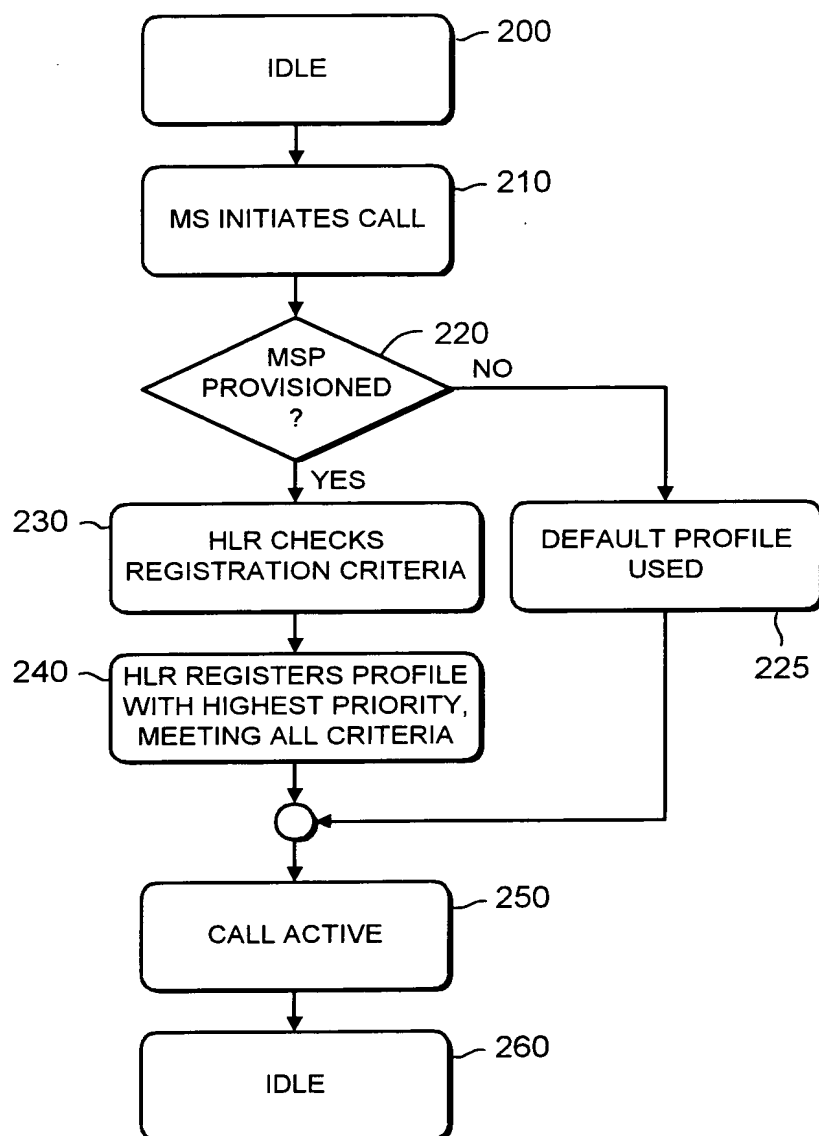 200
IDLE
210
MS INITIATES CALL
220
MSP
PROVISIONED
?
NO
YES
230
HLR CHECKS
REGISTRATION CRITERIA
DEFAULT PROFILE
USED
225
240
HLR REGISTERS PROFILE
WITH HIGHEST PRIORITY,
MEETING ALL CRITERIA
250
CALL ACTIVE
260
IDLE